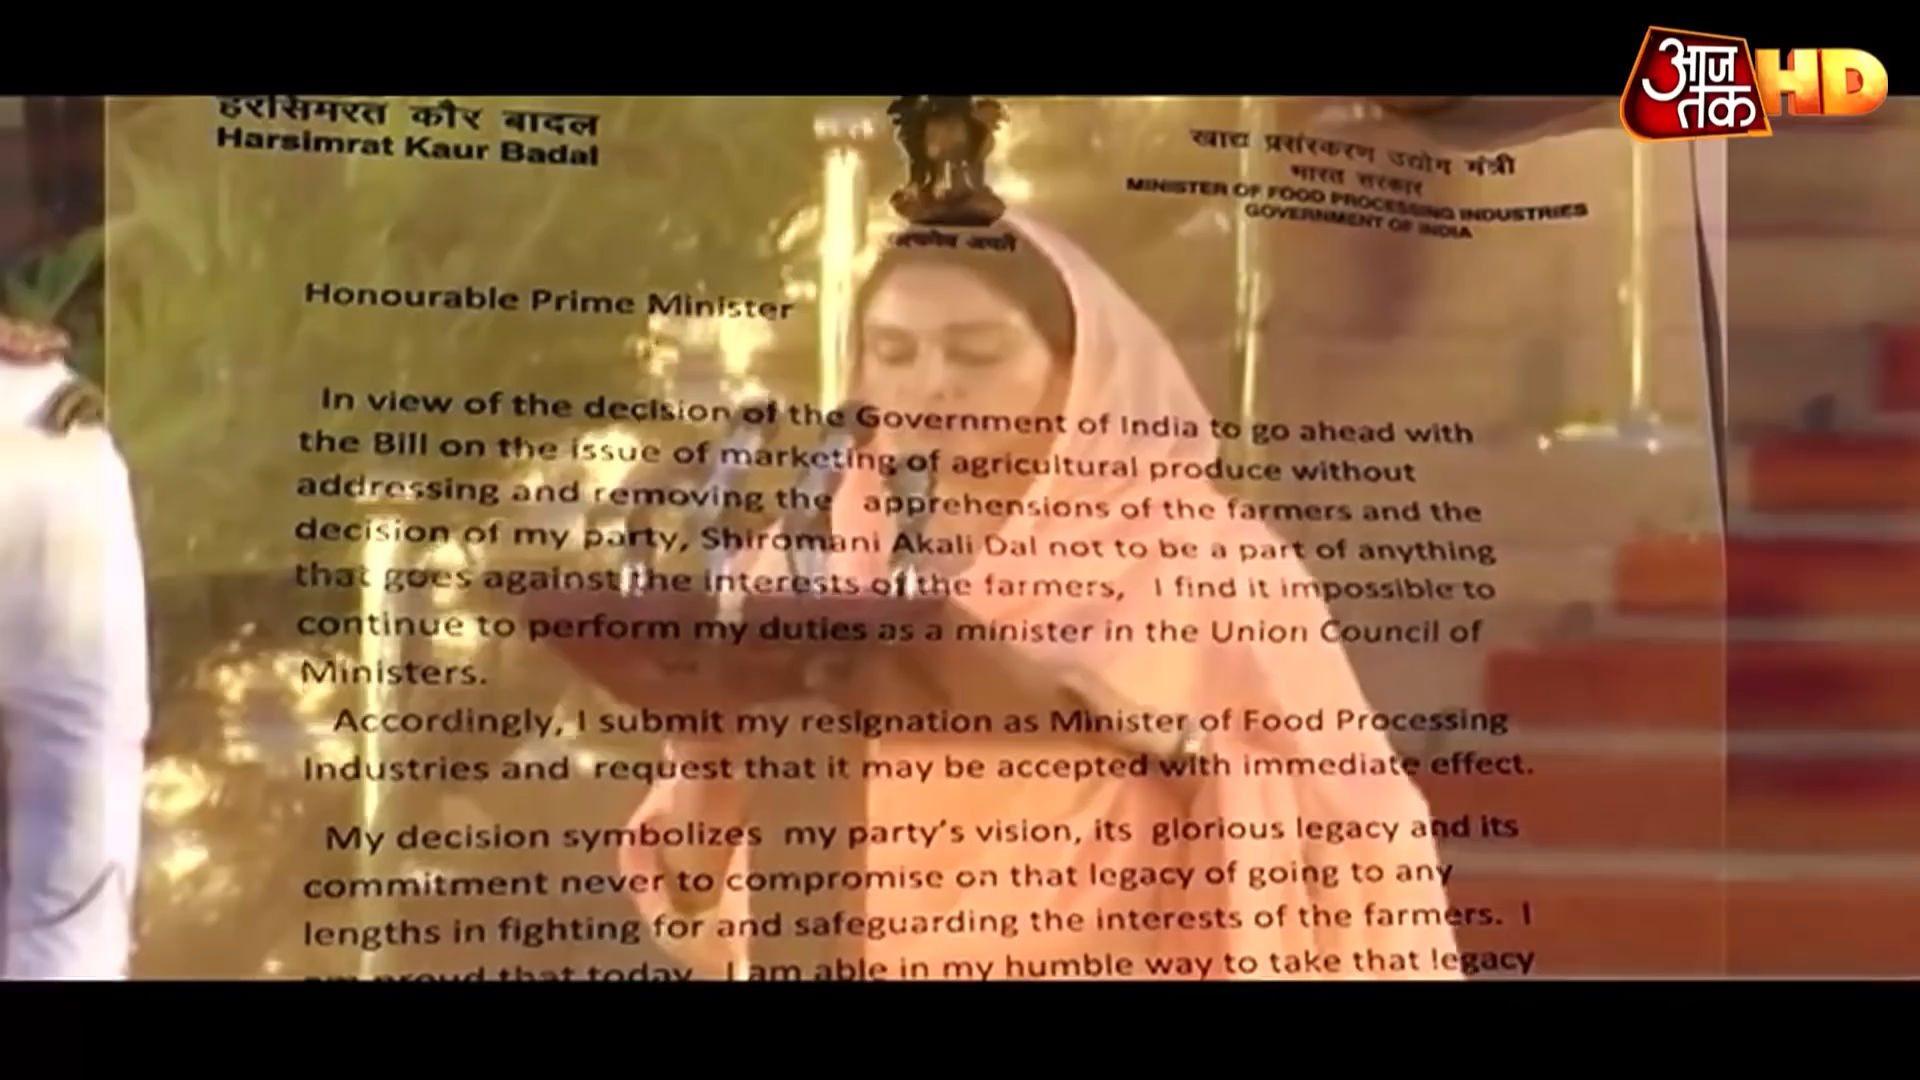 आज
तक HD
हरसिमरत कौर बादल
Harsimrat Kaur Badal
खाद्य प्रसंस्करण उद्योग मंत्री
भारत सरकार
MINISTER OF FOOD PROCESSING INDUSTRIES
GOVERNMENT OF INDIA
Honourable Prime Minister
In view of the decision of the Government of India to go ahead with
the Bill on the issue of marketing of agricultural produce without
addressing and removing the apprehensions of the farmers and the
decision of my party, Shiromani Akali Dal not to be a part of anything
that goes against the interests of the farmers, I find it impossible to
continue to perform my duties as a minister in the Union Council of
Ministers.
Accordingly, I submit my resignation as Minister of Food Processing
Industries and request that it may be accepted with immediate effect.
My decision symbolizes my party's vision, its glorious legacy and its
commitment never to compromise on that legacy of going to any
lengths in fighting for and safeguarding the interests of the farmers. I
am proud that today I am able in my humble way to take that legacy